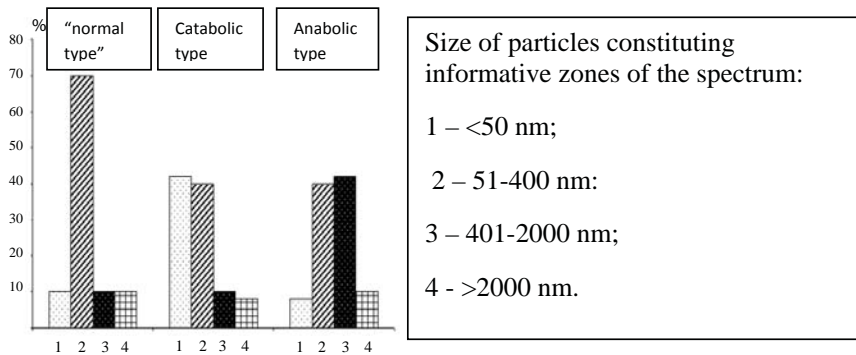 %
80
70
60
50
40
30
20
10
“normal
type”
Catabolic
type
Anabolic
type
1 2 3 4 1 2 3 4 1 2 3 4
Size of particles constituting
informative zones of the spectrum:
1 – <50 nm;
2 – 51-400 nm:
3 – 401-2000 nm;
4 - >2000 nm.